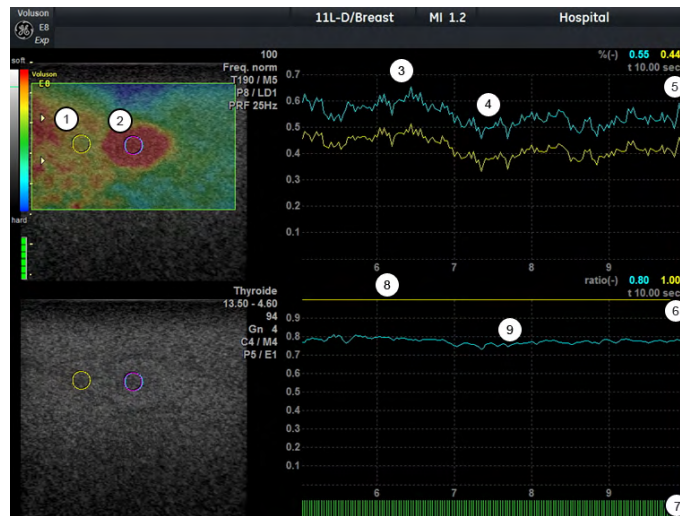 Voluson
E8
Exp
11L-D/Breast MI 1.2 Hospital
soft
Voluson
E8
hard
1
2
100
Freq. norm
T190 / M5
P8 / LD1
PRF 25Hz
%(-) 0.55 0.44
t 10.00 sec
0.7
0.6
0.5
0.4
0.3
0.2
0.1
3
4
5
6 7 8 9
Thyroide
13.50 - 4.60
94
Gn 4
C4 / M4
P5 / E1
ratio(-) 0.80 1.00
t 10.00 sec
8
6
9
0.9
0.8
0.7
0.6
0.5
0.4
0.3
0.2
0.1
6 7 8 9
7